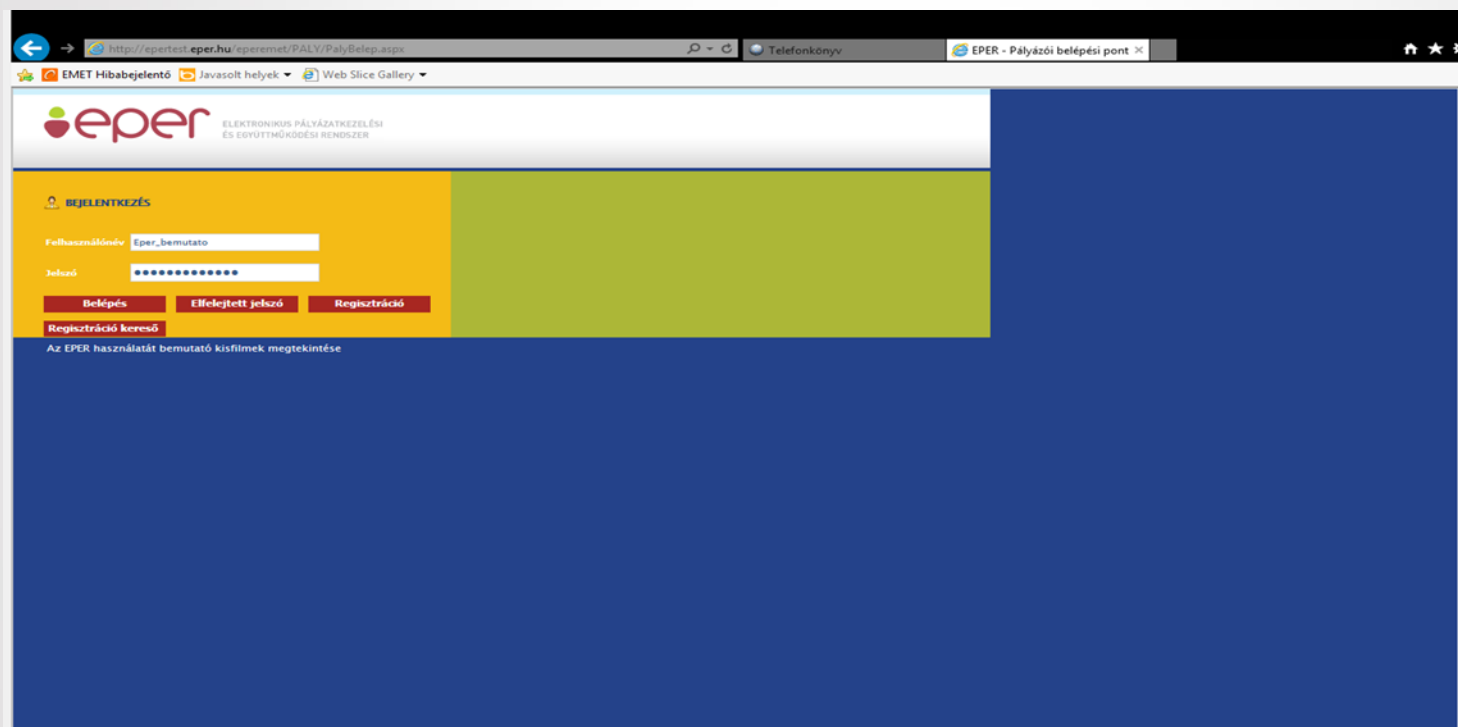 http://epertest.eper.hu/eperemet/PALY/PalyBelep.aspx
Telefonkönyv
EPER - Pályázói belépési pont
EMET Hibabejelentő Javasolt helyek Web Slice Gallery
eper
ELEKTRONIKUS PÁLYÁZATKEZELÉSI
ÉS EGYÜTTMŰKÖDÉSI RENDSZER
BEJELENTKEZÉS
Felhasználónév Eper_bemutato
Jelszó
Belépés Elfelejtett jelszó Regisztráció
Regisztráció kereső
Az EPER használatát bemutató kisfilmek megtekintése